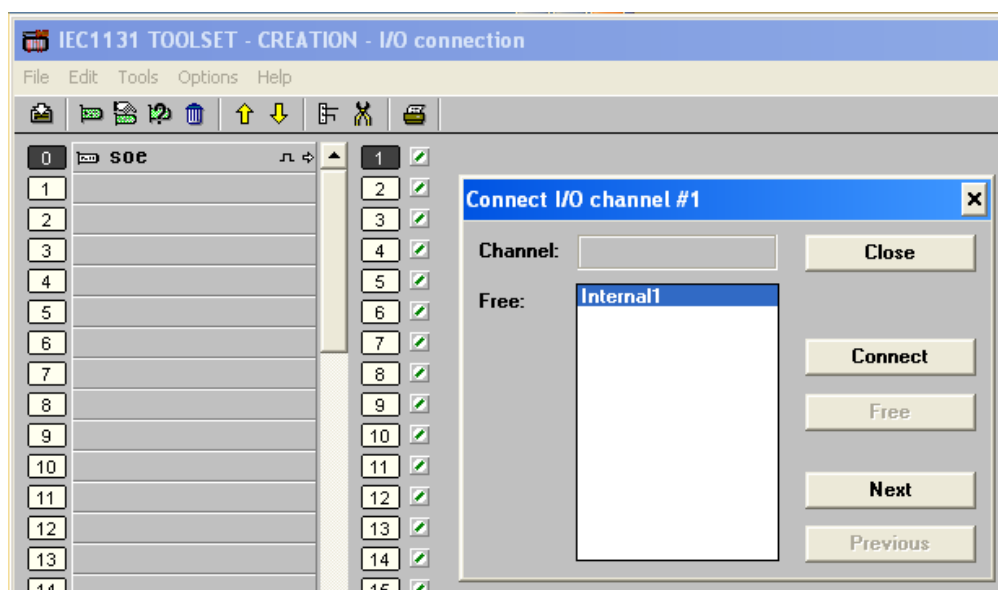 IEC1131 TOOLSET - CREATION - I/O connection
File Edit Tools Options Help
0 soe
1
2
3
4
5
6
7
8
9
10
11
12
13
14
1
2
3
4
5
6
7
8
9
10
11
12
13
14
15
Connect I/O channel #1
Channel:
Close
Free:
Internal1
Connect
Free
Next
Previous